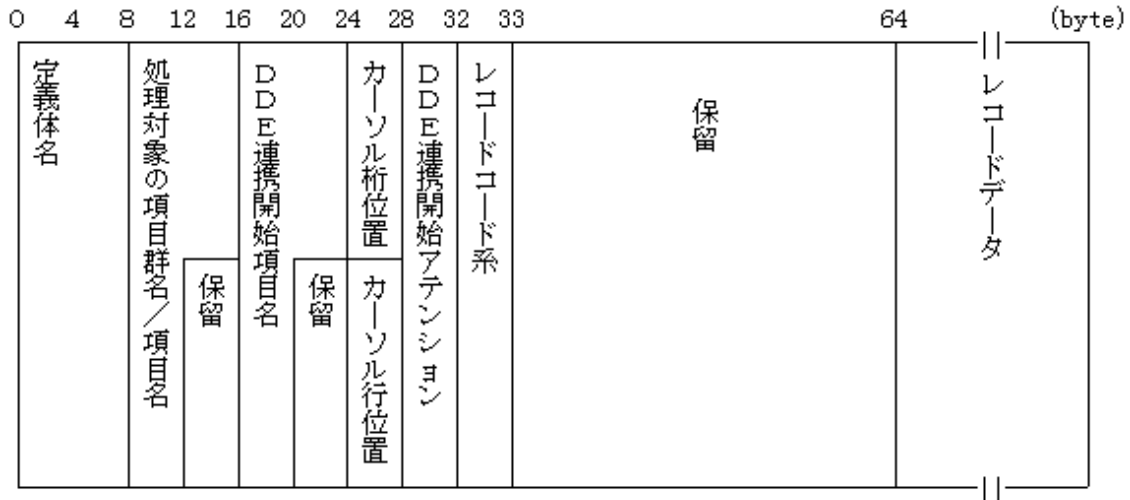 0 4 8 12 16 20 24 28 32 33 64 (byte)
定義体名
処理対象の項目群名／項目名
保留
ＤＤＥ連携開始項目名
保留
カーソル桁位置
カーソル行位置
ＤＤＥ連携開始アテンション
レコードコード系
保留
レコードデータ